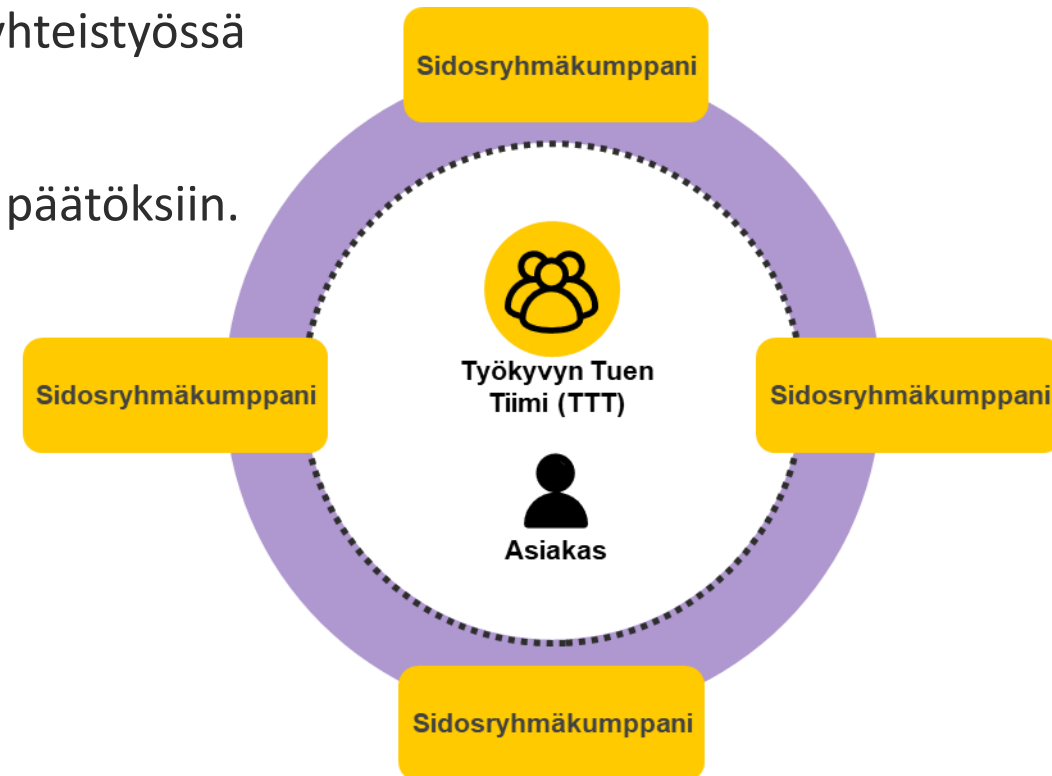 yhteistyössä
Sidosryhmäkumppani
päätöksiin.
Työkyvyn Tuen
Tiimi (TTT)
Sidosryhmäkumppani
Sidosryhmäkumppani
Asiakas
Sidosryhmäkumppani